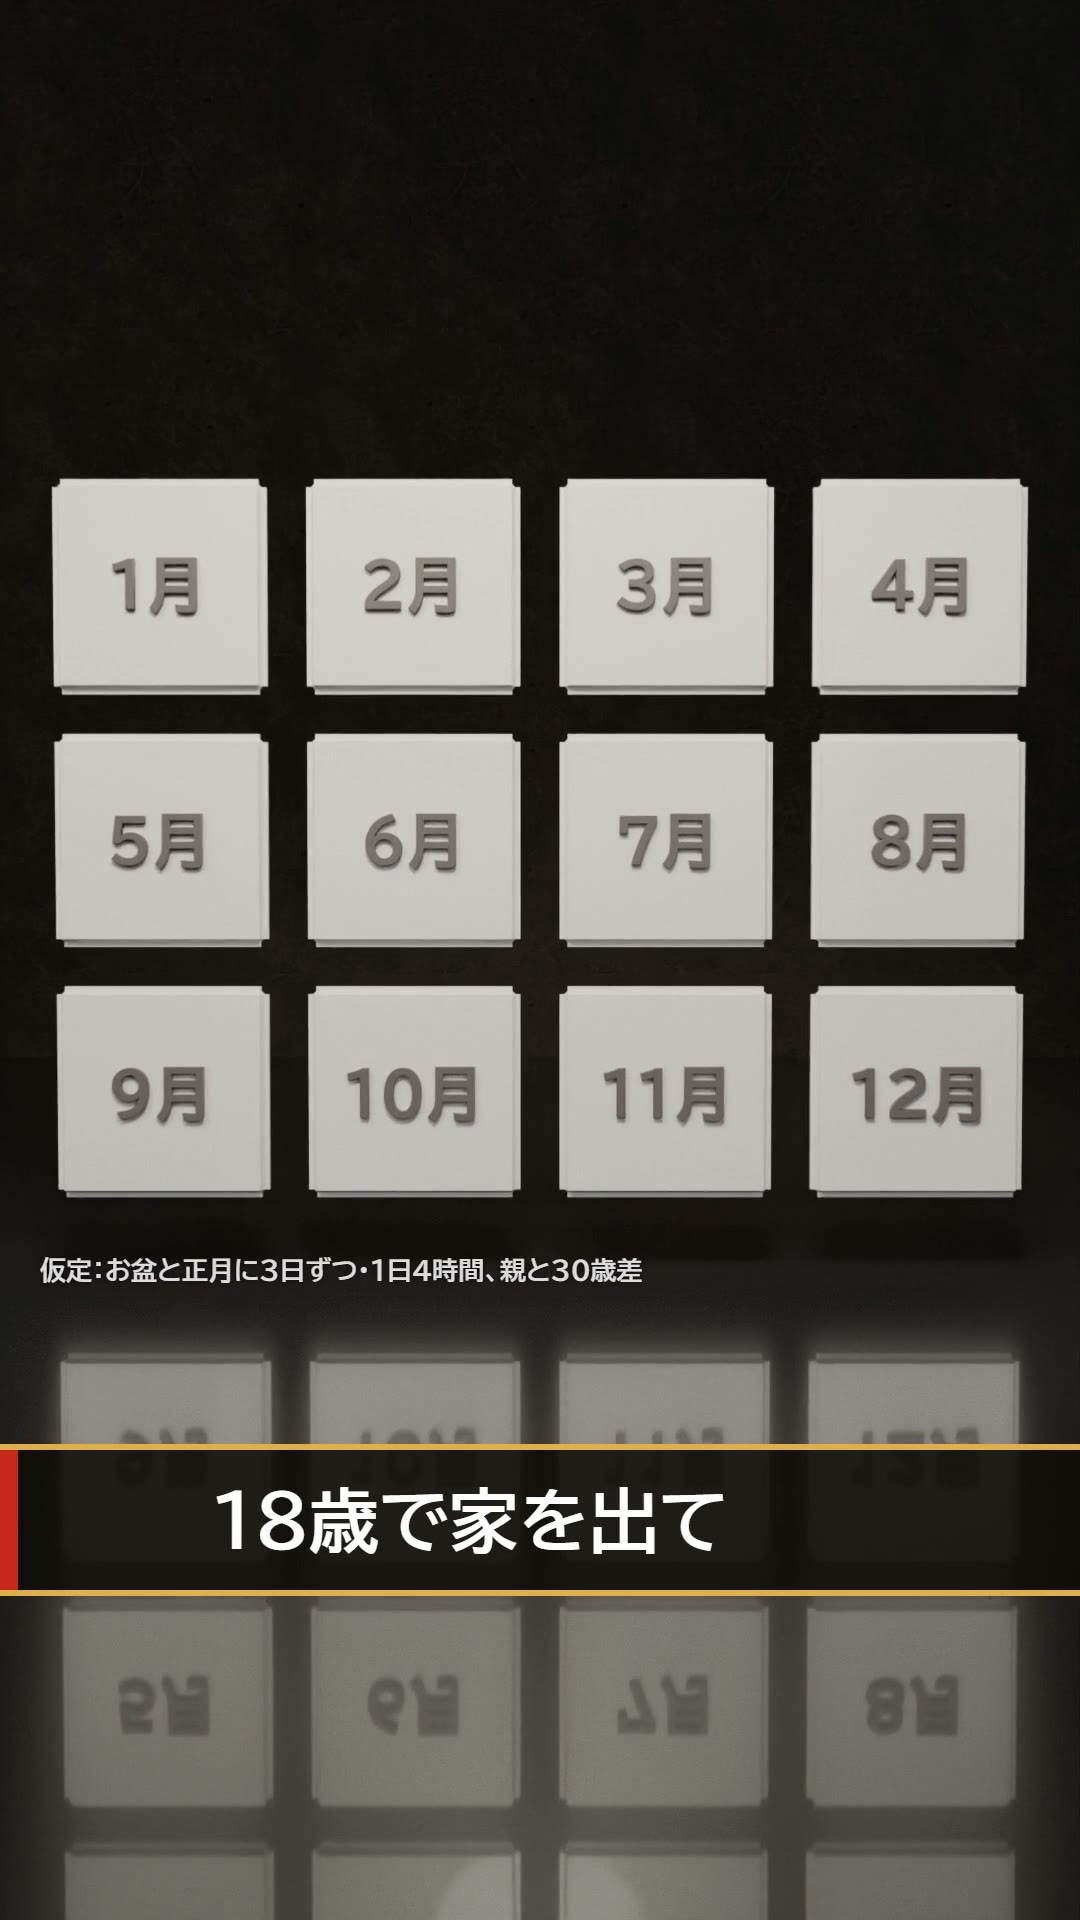 1月 2月 3月 4月
5月 6月 7月 8月
9月 10月 11月 12月
仮定：お盆と正月に3日ずつ・1日4時間、親と30歳差
18歳で家を出て